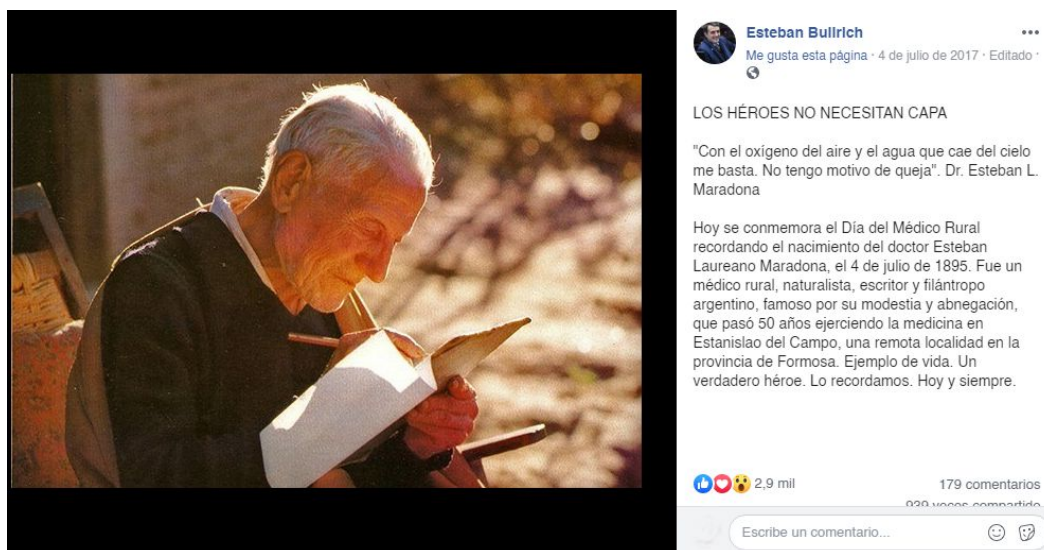 Esteban Bullrich
Me gusta esta página · 4 de julio de 2017 · Editado ·
LOS HÉROES NO NECESITAN CAPA
"Con el oxígeno del aire y el agua que cae del cielo
me basta. No tengo motivo de queja". Dr. Esteban L.
Maradona
Hoy se conmemora el Día del Médico Rural
recordando el nacimiento del doctor Esteban
Laureano Maradona, el 4 de julio de 1895. Fue un
médico rural, naturalista, escritor y filántropo
argentino, famoso por su modestia y abnegación,
que pasó 50 años ejerciendo la medicina en
Estanislao del Campo, una remota localidad en la
provincia de Formosa. Ejemplo de vida. Un
verdadero héroe. Lo recordamos. Hoy y siempre.
2,9 mil
179 comentarios
939 veces compartido
Escribe un comentario...